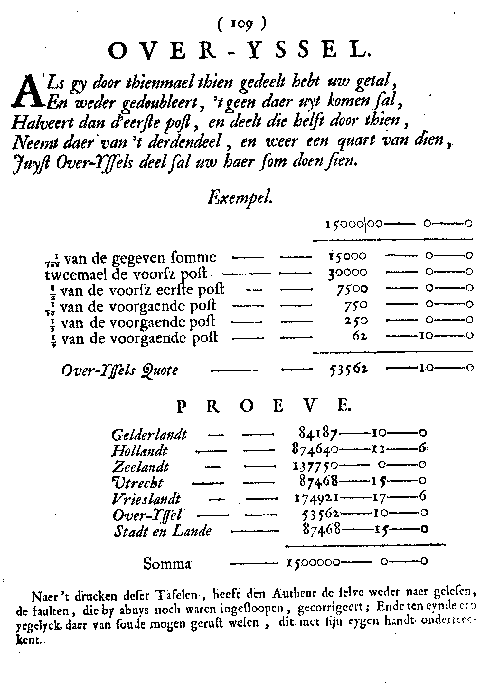 ( 109 )
OVER-YSSEL.
ALs gy door thienmael thien gedeelt hebt uw getal,
En weder gedoubleert, 't geen daer uyt komen sal,
Halveert dan d'eerste post, en deelt die helft door thien,
Neemt daer van 't derdendeel, en weer een quart van dien,
Juyst Over-Yssels deel sal uw haer som doen sien.
Exempel.
15000|00 — 0 — 0
1/100 van de gegeven somme — — 15000 — 0 — 0
tweemael de voorsz post — — 30000 — 0 — 0
1/2 van de voorsz eerste post — — 7500 — 0 — 0
1/10 van de voorgaende post — — 750 — 0 — 0
1/3 van de voorgaende post — — 250 — 0 — 0
1/4 van de voorgaende post — — 62 — 10 — 0
Over-Yssels Quote — — 53562 — 10 — 0
PROEVE.
Gelderlandt — — 84187 — 10 — 0
Hollandt — — 874640 — 12 — 6
Zeelandt — — 137750 — 0 — 0
Utrecht — — 87468 — 15 — 0
Vrieslandt — — 174921 — 17 — 6
Over-Yssel — — 53562 — 10 — 0
Stadt en Lande — — 87468 — 15 — 0
Somma — 1500000 — 0 — 0
Naer't drucken deser Tafelen, heeft den Autheur de selve weder naer gelesen,
de faulten, die by abuys noch waren ingesloopen, gecorrigeert; Ende ten eynde een
yegelyck daer van soude mogen gerust wesen, dit met sijn eygen handt onderteec-
kent.